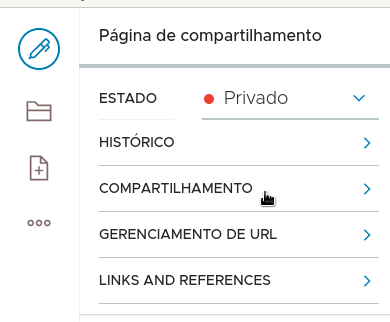 Página de compartilhamento
ESTADO Privado
HISTÓRICO
COMPARTILHAMENTO
GERENCIAMENTO DE URL
LINKS AND REFERENCES